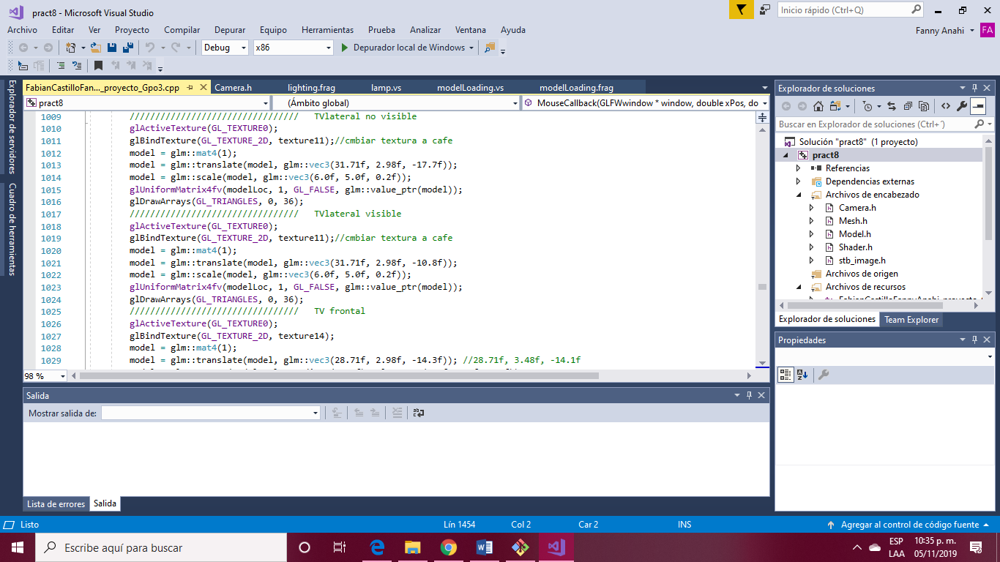 pract8 - Microsoft Visual Studio
Inicio rápido (Ctrl+Q)
Archivo Editar Ver Proyecto Compilar Depurar Equipo Herramientas Prueba Analizar Ventana Ayuda
Fanny Anahi FA
Debug x86 Depurador local de Windows
Explorador de servidores
Cuadro de herramientas
FabianCastilloFan..._proyecto_Gpo3.cpp Camera.h lighting.frag lamp.vs modelLoading.vs modelLoading.frag
pract8 (Ámbito global) MouseCallback(GLFWwindow * window, double xPos, do
1009 ///////////////////////////////// TVlateral no visible
1010 glActiveTexture(GL_TEXTURE0);
1011 glBindTexture(GL_TEXTURE_2D, texture11);//cmbiar textura a cafe
1012 model = glm::mat4(1);
1013 model = glm::translate(model, glm::vec3(31.71f, 2.98f, -17.7f));
1014 model = glm::scale(model, glm::vec3(6.0f, 5.0f, 0.2f));
1015 glUniformMatrix4fv(modelLoc, 1, GL_FALSE, glm::value_ptr(model));
1016 glDrawArrays(GL_TRIANGLES, 0, 36);
1017 ///////////////////////////////// TVlateral visible
1018 glActiveTexture(GL_TEXTURE0);
1019 glBindTexture(GL_TEXTURE_2D, texture11);//cmbiar textura a cafe
1020 model = glm::mat4(1);
1021 model = glm::translate(model, glm::vec3(31.71f, 2.98f, -10.8f));
1022 model = glm::scale(model, glm::vec3(6.0f, 5.0f, 0.2f));
1023 glUniformMatrix4fv(modelLoc, 1, GL_FALSE, glm::value_ptr(model));
1024 glDrawArrays(GL_TRIANGLES, 0, 36);
1025 ///////////////////////////////// TV frontal
1026 glActiveTexture(GL_TEXTURE0);
1027 glBindTexture(GL_TEXTURE_2D, texture14);
1028 model = glm::mat4(1);
1029 model = glm::translate(model, glm::vec3(28.71f, 2.98f, -14.3f)); //28.71f, 3.48f, -14.1f
98 %
Salida
Mostrar salida de:
Lista de errores Salida
Explorador de soluciones
Buscar en Explorador de soluciones (Ctrl+´)
Solución "pract8" (1 proyecto)
pract8
Referencias
Dependencias externas
Archivos de encabezado
Camera.h
Mesh.h
Model.h
Shader.h
stb_image.h
Archivos de origen
Archivos de recursos
FabianCastilloFannyAnahi_proyecto_
Explorador de soluciones Team Explorer
Propiedades
Listo Lín 1454 Col 2 Car 2 INS Agregar al control de código fuente
Escribe aquí para buscar
ESP 10:35 p. m.
LAA 05/11/2019